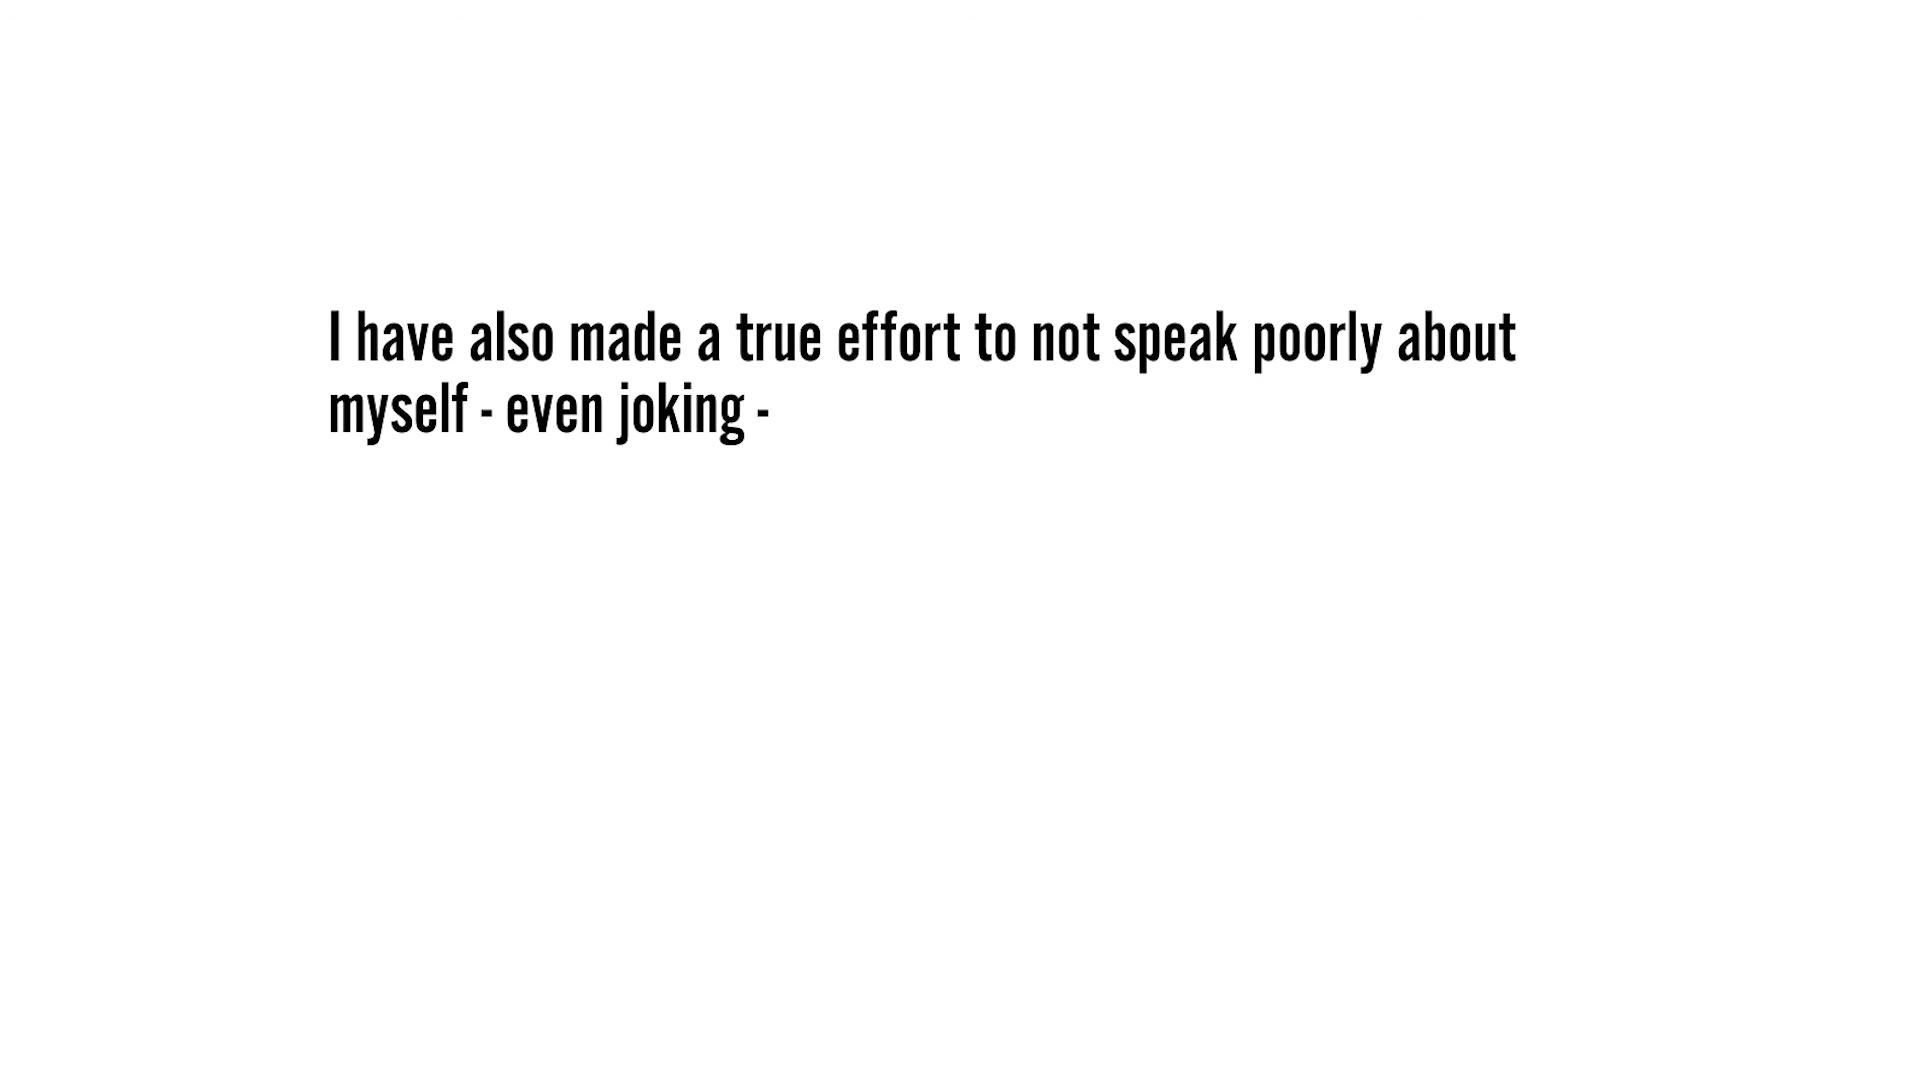 I have also made a true effort to not speak poorly about
myself - even joking -